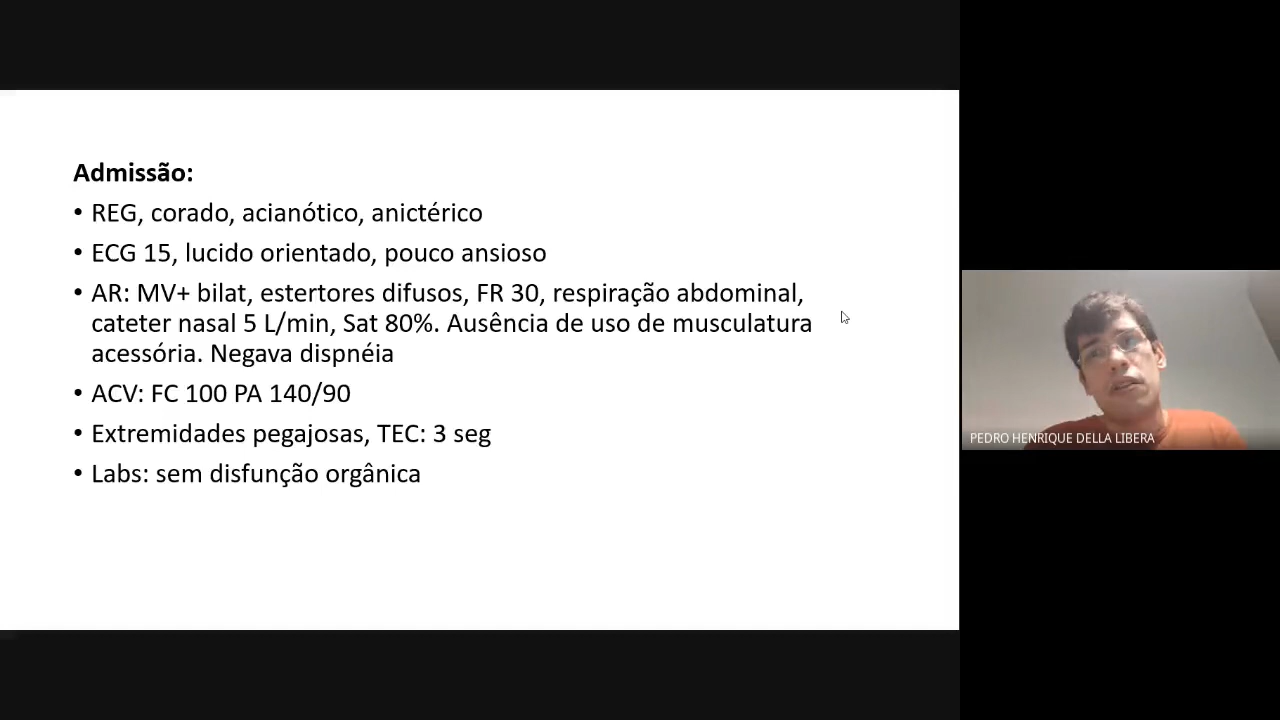 Admissão:
• REG, corado, acianótico, anictérico
• ECG 15, lucido orientado, pouco ansioso
• AR: MV+ bilat, estertores difusos, FR 30, respiração abdominal,
cateter nasal 5 L/min, Sat 80%. Ausência de uso de musculatura
acessória. Negava dispnéia
• ACV: FC 100 PA 140/90
• Extremidades pegajosas, TEC: 3 seg
• Labs: sem disfunção orgânica
PEDRO HENRIQUE DELLA LIBERA